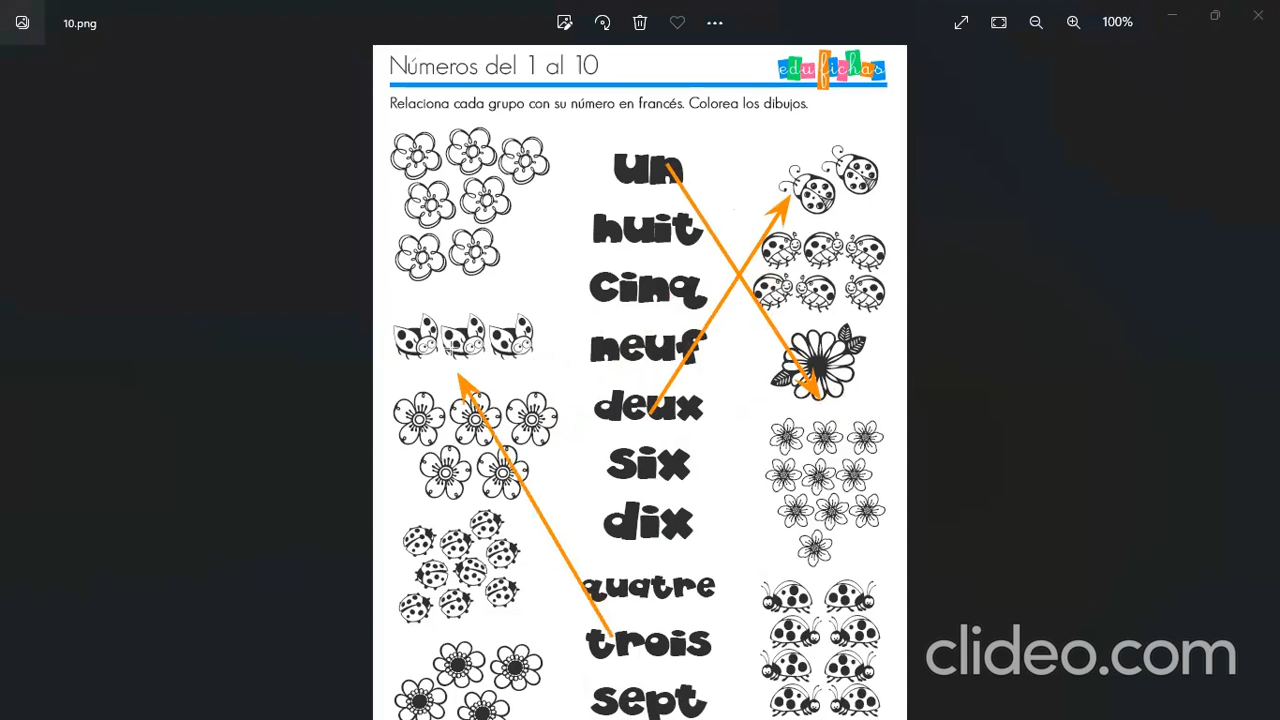 10.png
100%
Números del 1 al 10
edufichas
Relaciona cada grupo con su número en francés. Colorea los dibujos.
un
huit
Cinq
neuf
deux
six
dix
quatre
trois
sept
clideo.com